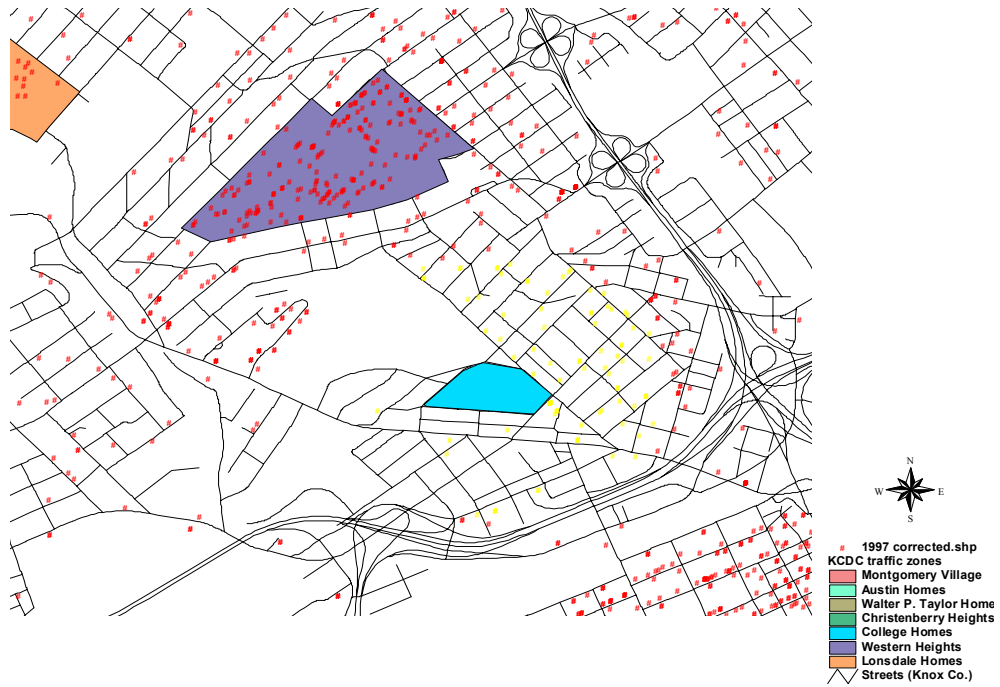 N
W E
S
# 1997 corrected.shp
KCDC traffic zones
Montgomery Village
Austin Homes
Walter P. Taylor Home
Christenberry Heights
College Homes
Western Heights
Lonsdale Homes
Streets (Knox Co.)